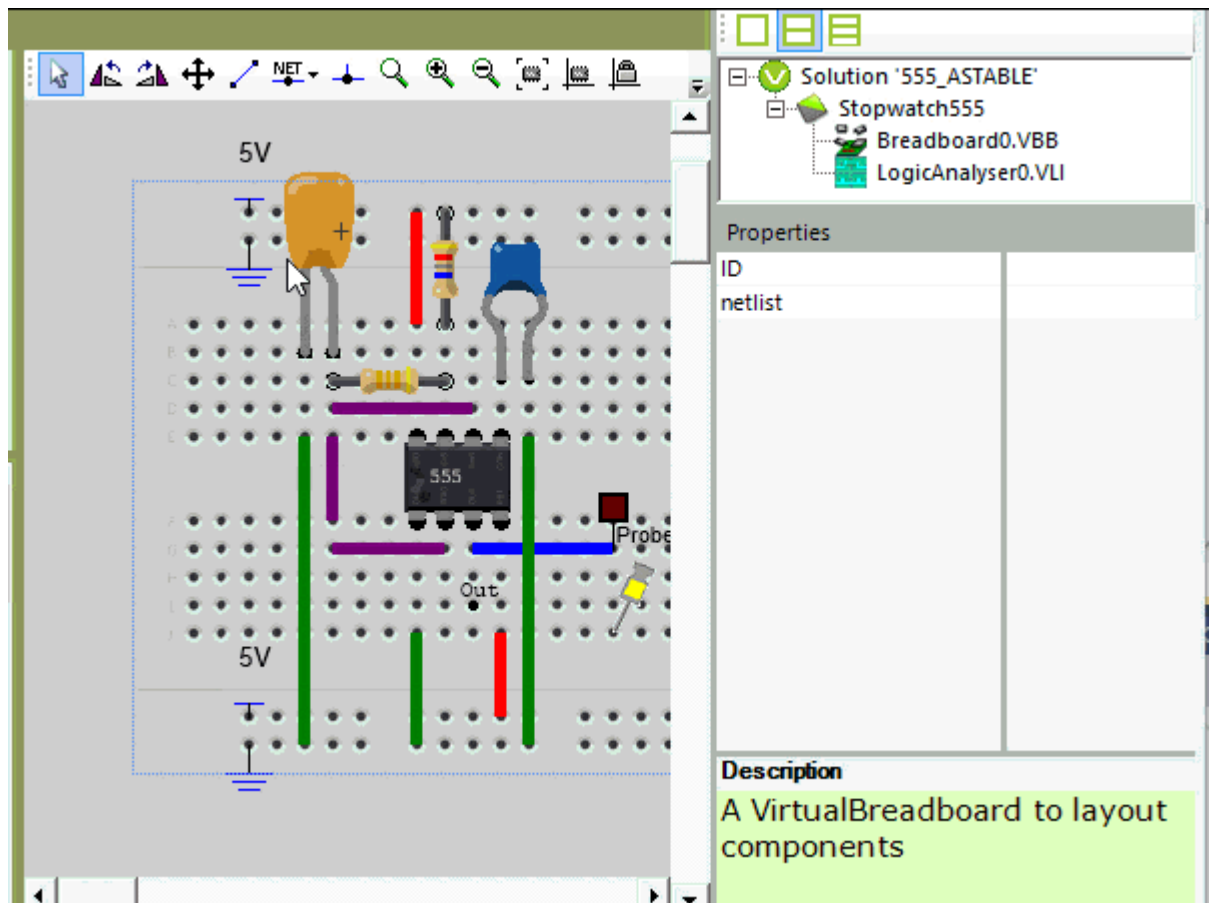 NET
Solution '555_ASTABLE'
Stopwatch555
Breadboard0.VBB
LogicAnalyser0.VLI
Properties
ID
netlist
5V
555
Probe
Out
5V
Description
A VirtualBreadboard to layout
components